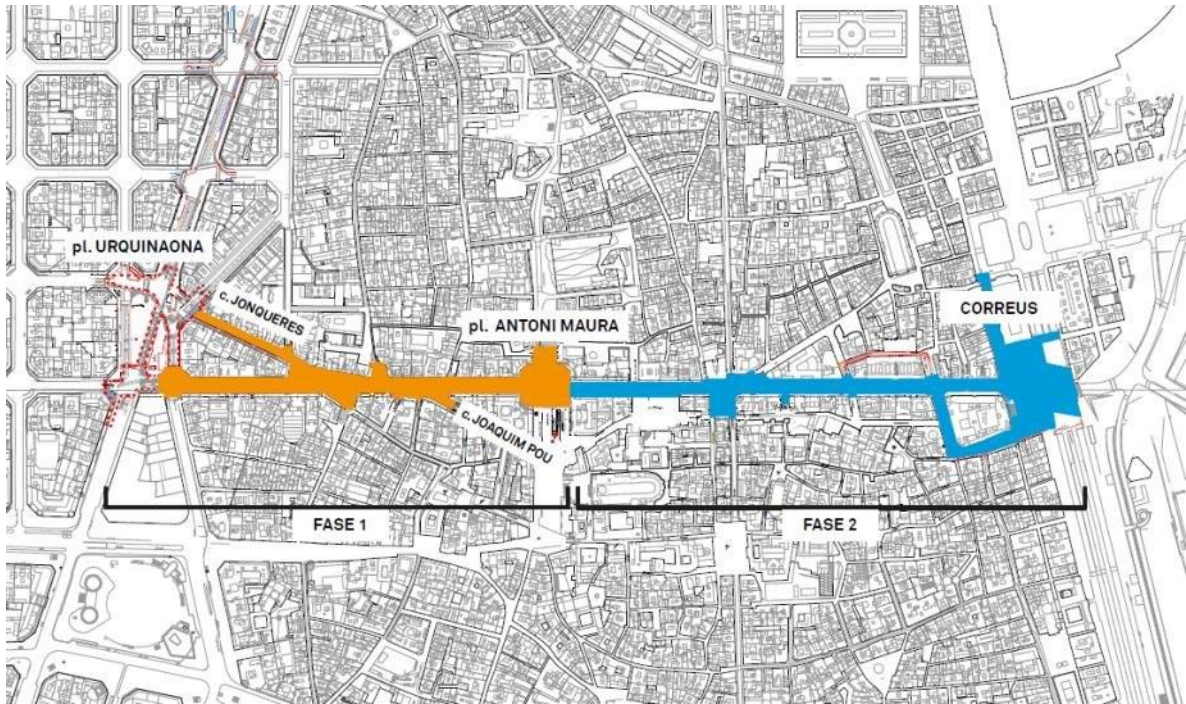 pl. URQUINAONA
c. JONQUERES
pl. ANTONI MAURA
CORREUS
c. JOAQUIM POU
FASE 1
FASE 2